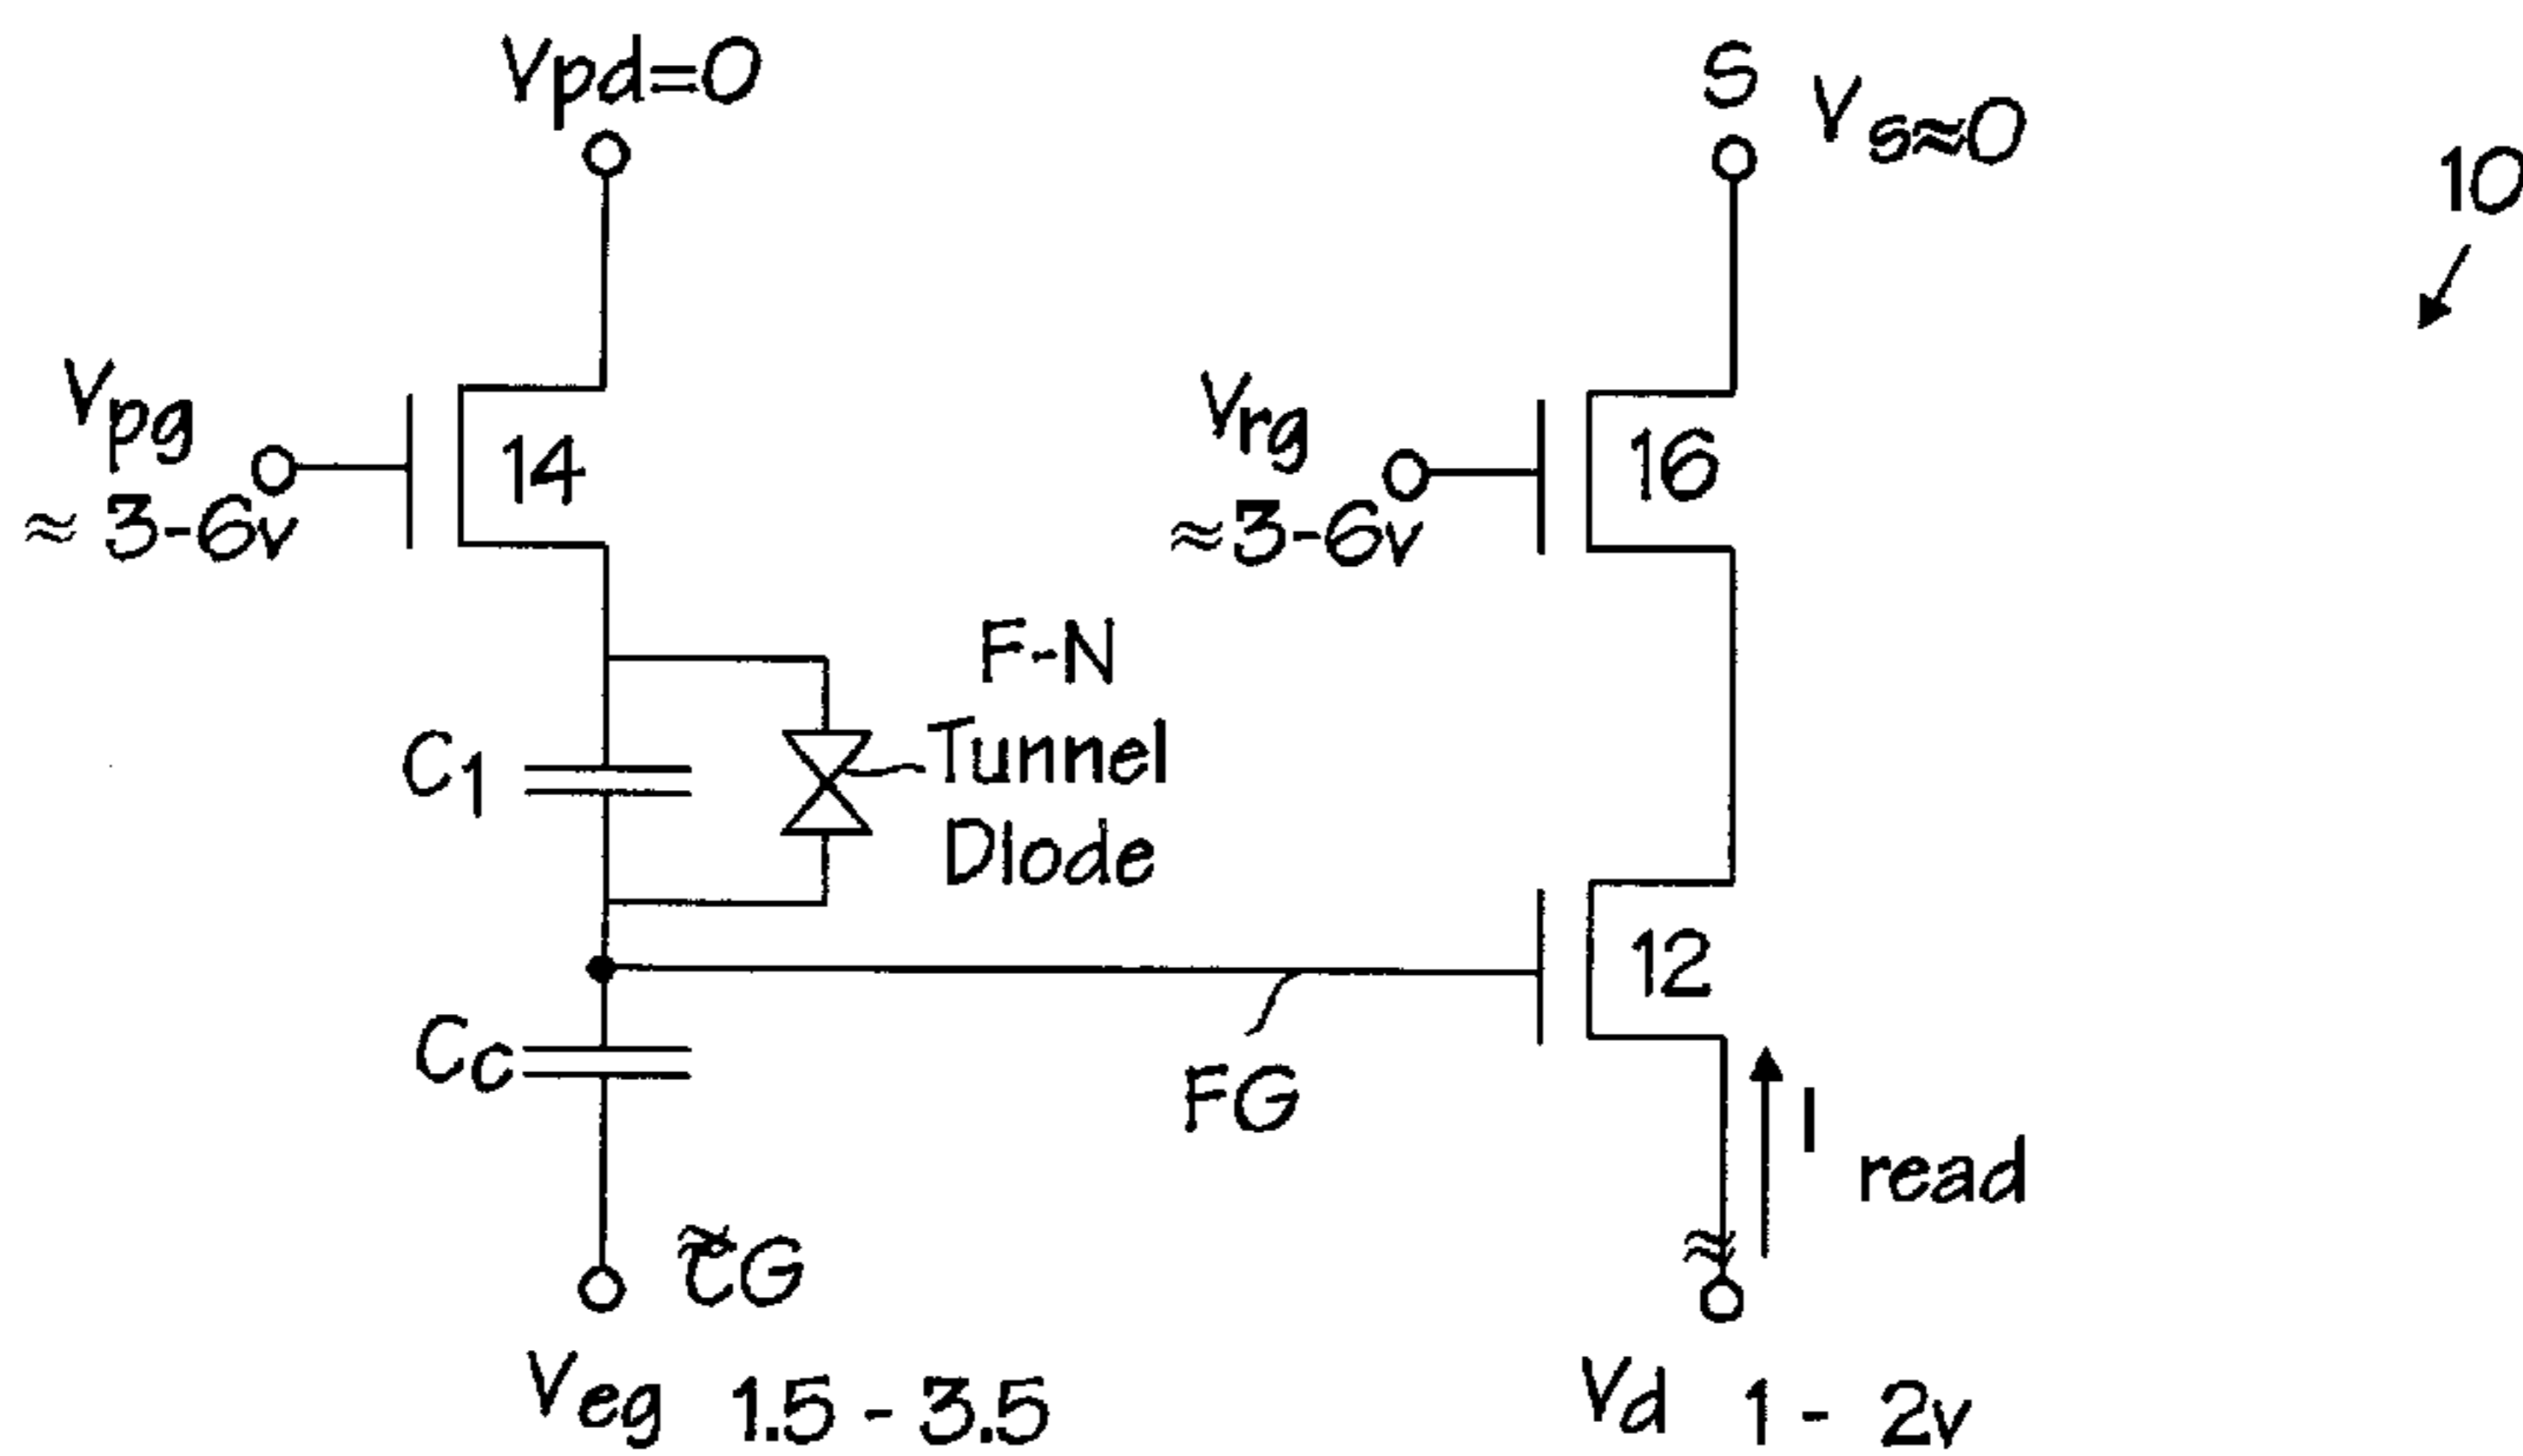 Vpd=0
S Vs≈0
10
Vpg
≈ 3-6v
14
Vrg
≈3-6v
16
F-N
Tunnel
DIode
C1
12
Cc
FG
I read
≈
CG
Veg 1.5 - 3.5
Vd 1 - 2v